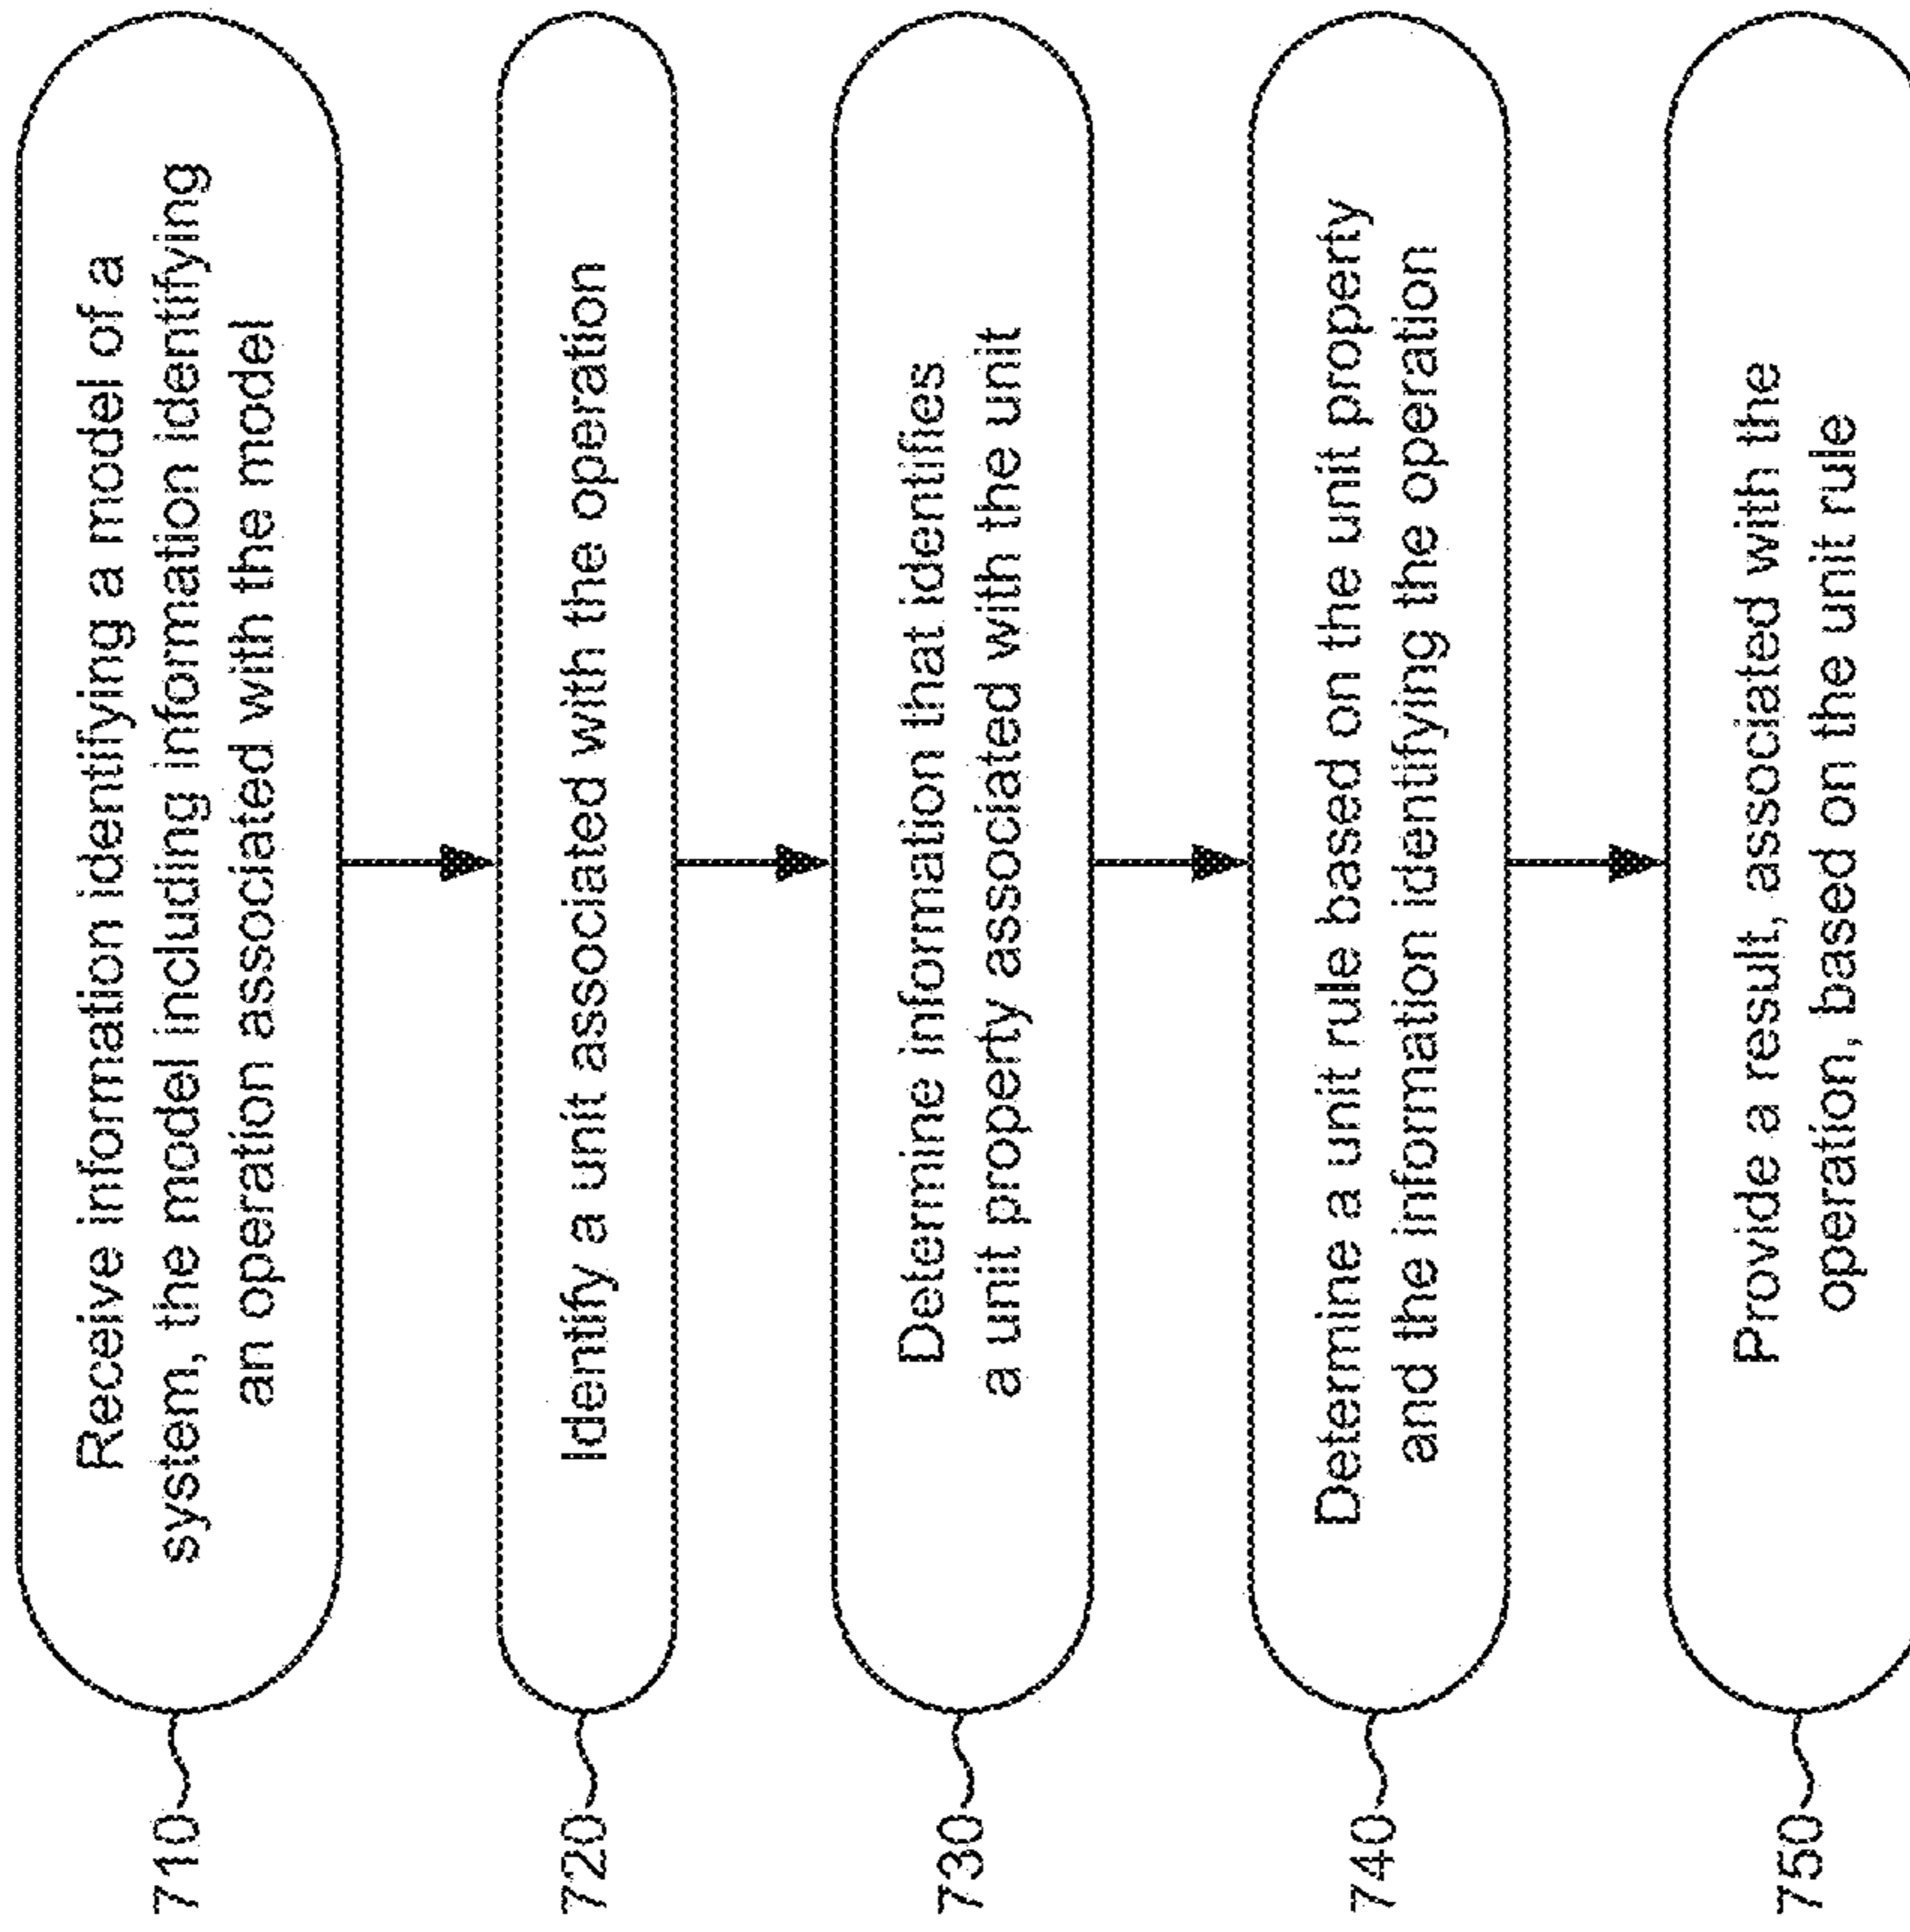 710
Receive information identifying a model of a
system, the model including information identifying
an operation associated with the model
720
Identify a unit associated with the operation
730
Determine information that identifies
a unit property associated with the unit
740
Determine a unit rule based on the unit property
and the information identifying the operation
750
Provide a result, associated with the
operation, based on the unit rule